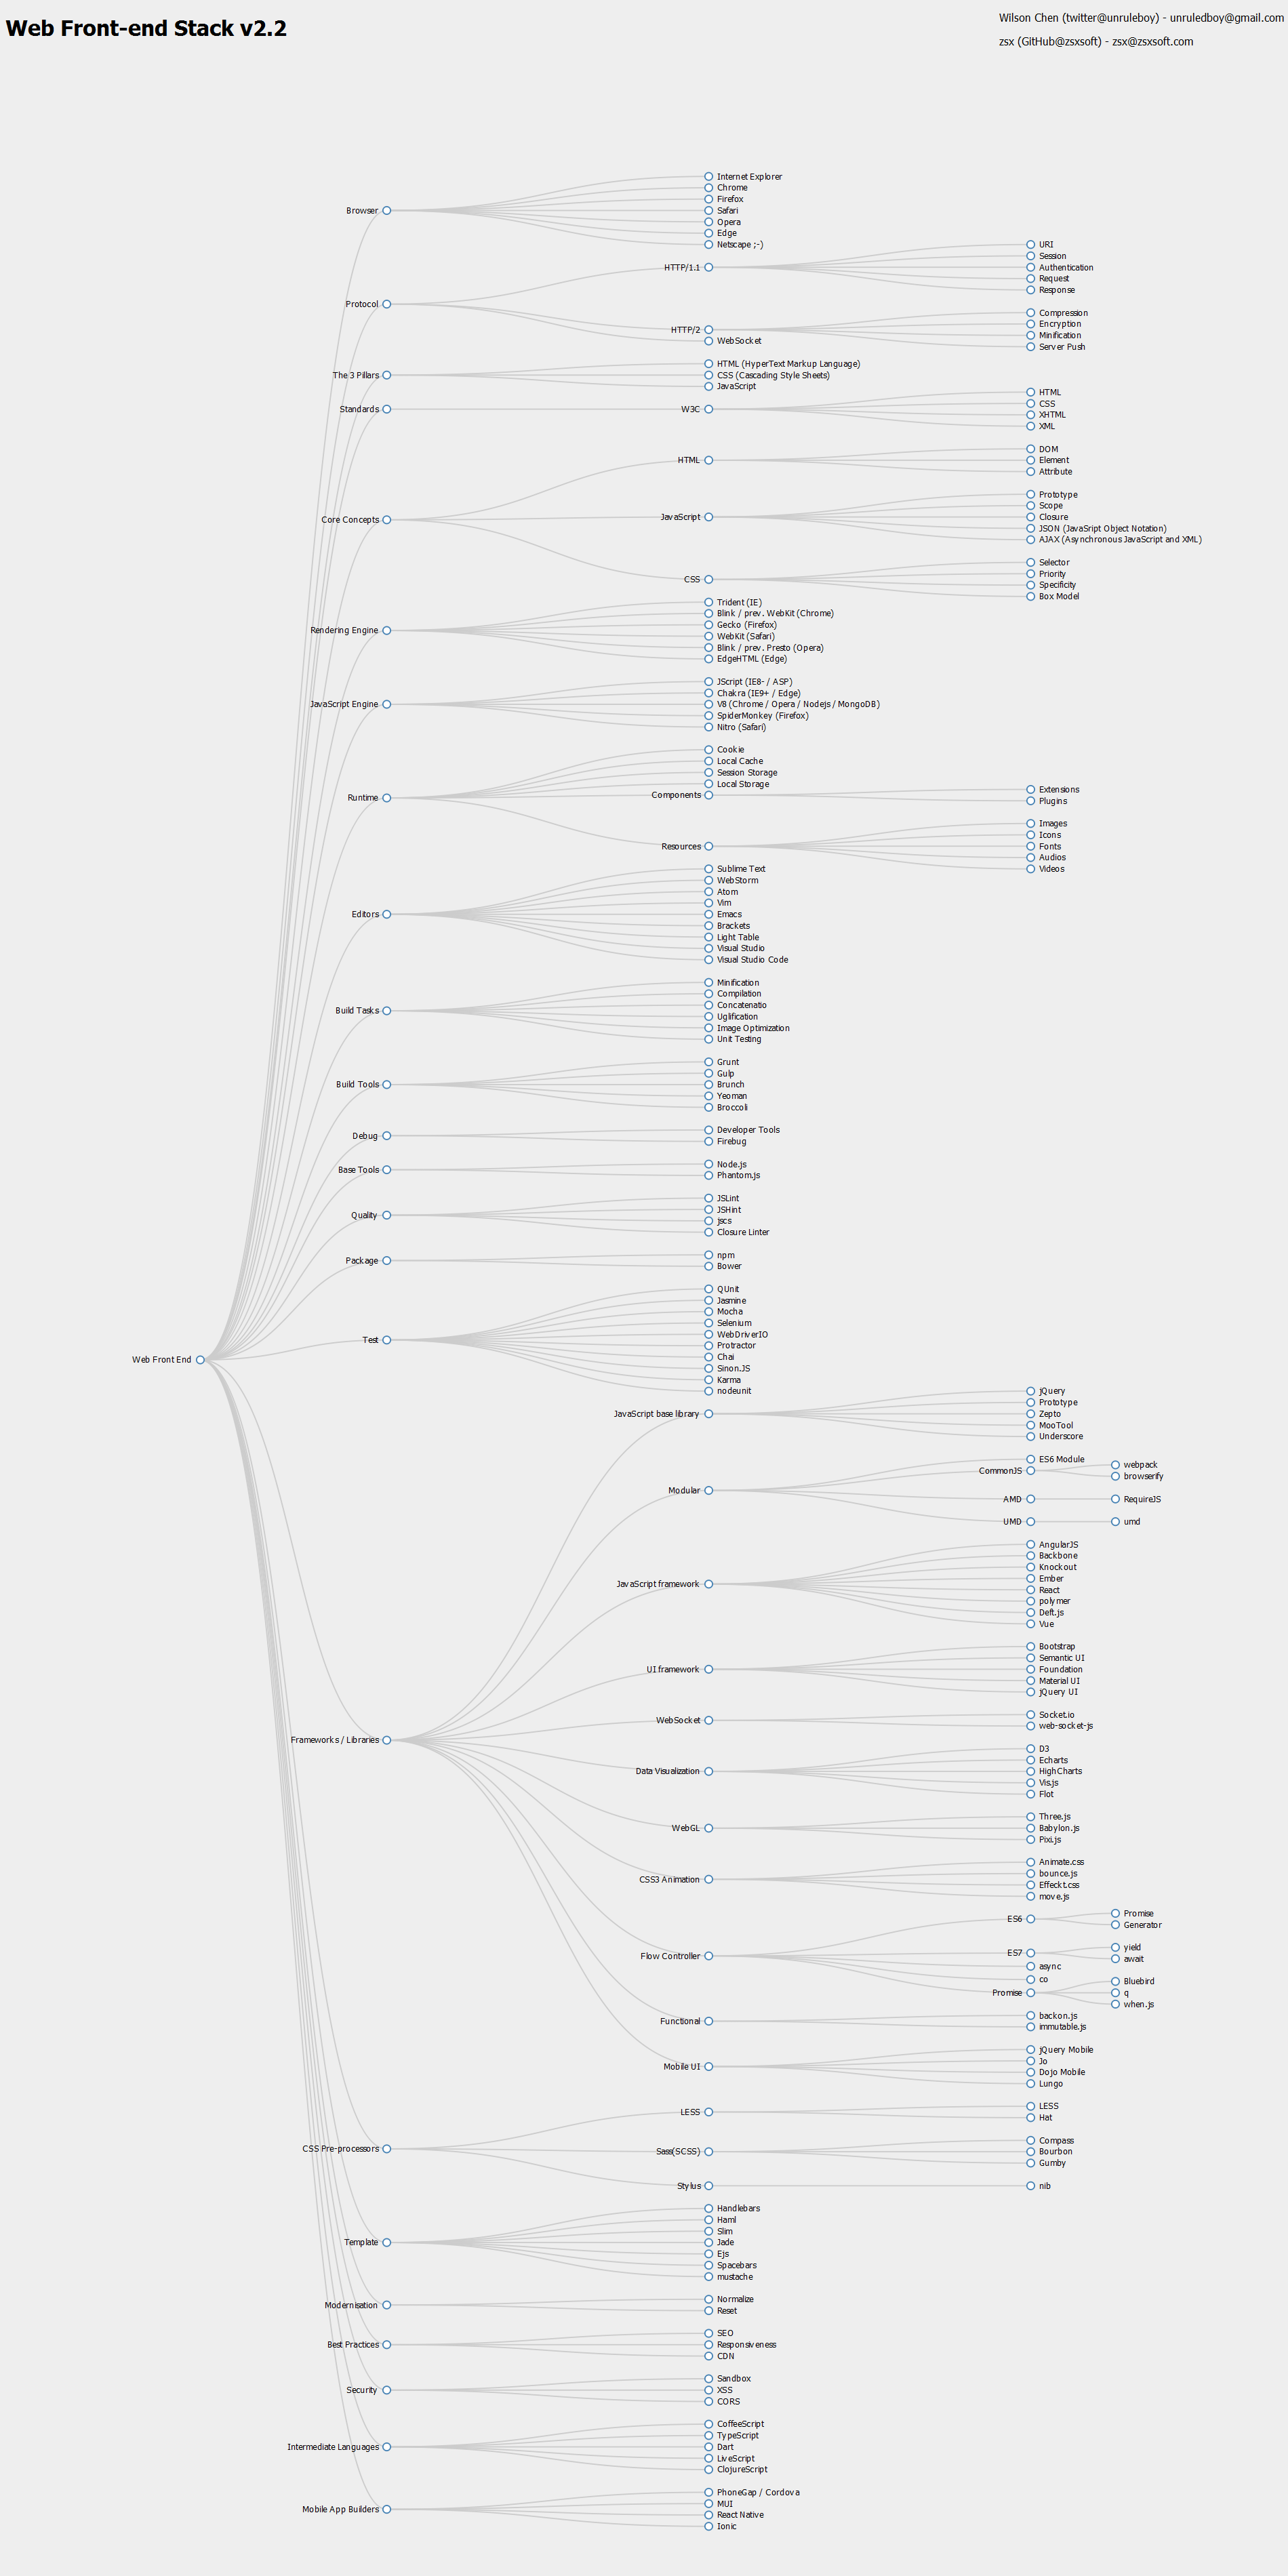 Web Front-end Stack v2.2
Wilson Chen (twitter@unruleboy) - unruledboy@gmail.com
zsx (GitHub@zsxsoft) - zsx@zsxsoft.com
Web Front End
Browser
Internet Explorer
Chrome
Firefox
Safari
Opera
Edge
Netscape ;-)
Protocol
HTTP/1.1
URI
Session
Authentication
Request
Response
HTTP/2
Compression
Encryption
Minification
Server Push
WebSocket
The 3 Pillars
HTML (HyperText Markup Language)
CSS (Cascading Style Sheets)
JavaScript
Standards
W3C
HTML
CSS
XHTML
XML
Core Concepts
HTML
DOM
Element
Attribute
JavaScript
Prototype
Scope
Closure
JSON (JavaSript Object Notation)
AJAX (Asynchronous JavaScript and XML)
CSS
Selector
Priority
Specificity
Box Model
Rendering Engine
Trident (IE)
Blink / prev. WebKit (Chrome)
Gecko (Firefox)
WebKit (Safari)
Blink / prev. Presto (Opera)
EdgeHTML (Edge)
JavaScript Engine
JScript (IE8- / ASP)
Chakra (IE9+ / Edge)
V8 (Chrome / Opera / Nodejs / MongoDB)
SpiderMonkey (Firefox)
Nitro (Safari)
Runtime
Cookie
Local Cache
Session Storage
Local Storage
Components
Extensions
Plugins
Resources
Images
Icons
Fonts
Audios
Videos
Editors
Sublime Text
WebStorm
Atom
Vim
Emacs
Brackets
Light Table
Visual Studio
Visual Studio Code
Build Tasks
Minification
Compilation
Concatenatio
Uglification
Image Optimization
Unit Testing
Build Tools
Grunt
Gulp
Brunch
Yeoman
Broccoli
Debug
Developer Tools
Firebug
Base Tools
Node.js
Phantom.js
Quality
JSLint
JSHint
jscs
Closure Linter
Package
npm
Bower
Test
QUnit
Jasmine
Mocha
Selenium
WebDriverIO
Protractor
Chai
Sinon.JS
Karma
nodeunit
Frameworks / Libraries
JavaScript base library
jQuery
Prototype
Zepto
MooTool
Underscore
Modular
ES6 Module
CommonJS
webpack
browserify
AMD
RequireJS
UMD
umd
JavaScript framework
AngularJS
Backbone
Knockout
Ember
React
polymer
Deft.js
Vue
UI framework
Bootstrap
Semantic UI
Foundation
Material UI
jQuery UI
WebSocket
Socket.io
web-socket-js
Data Visualization
D3
Echarts
HighCharts
Vis.js
Flot
WebGL
Three.js
Babylon.js
Pixi.js
CSS3 Animation
Animate.css
bounce.js
Effeckt.css
move.js
Flow Controller
ES6
Promise
Generator
ES7
yield
await
async
co
Promise
Bluebird
q
when.js
Functional
backon.js
immutable.js
Mobile UI
jQuery Mobile
Jo
Dojo Mobile
Lungo
CSS Pre-processors
LESS
LESS
Hat
Sass(SCSS)
Compass
Bourbon
Gumby
Stylus
nib
Template
Handlebars
Haml
Slim
Jade
Ejs
Spacebars
mustache
Modernisation
Normalize
Reset
Best Practices
SEO
Responsiveness
CDN
Security
Sandbox
XSS
CORS
Intermediate Languages
CoffeeScript
TypeScript
Dart
LiveScript
ClojureScript
Mobile App Builders
PhoneGap / Cordova
MUI
React Native
Ionic